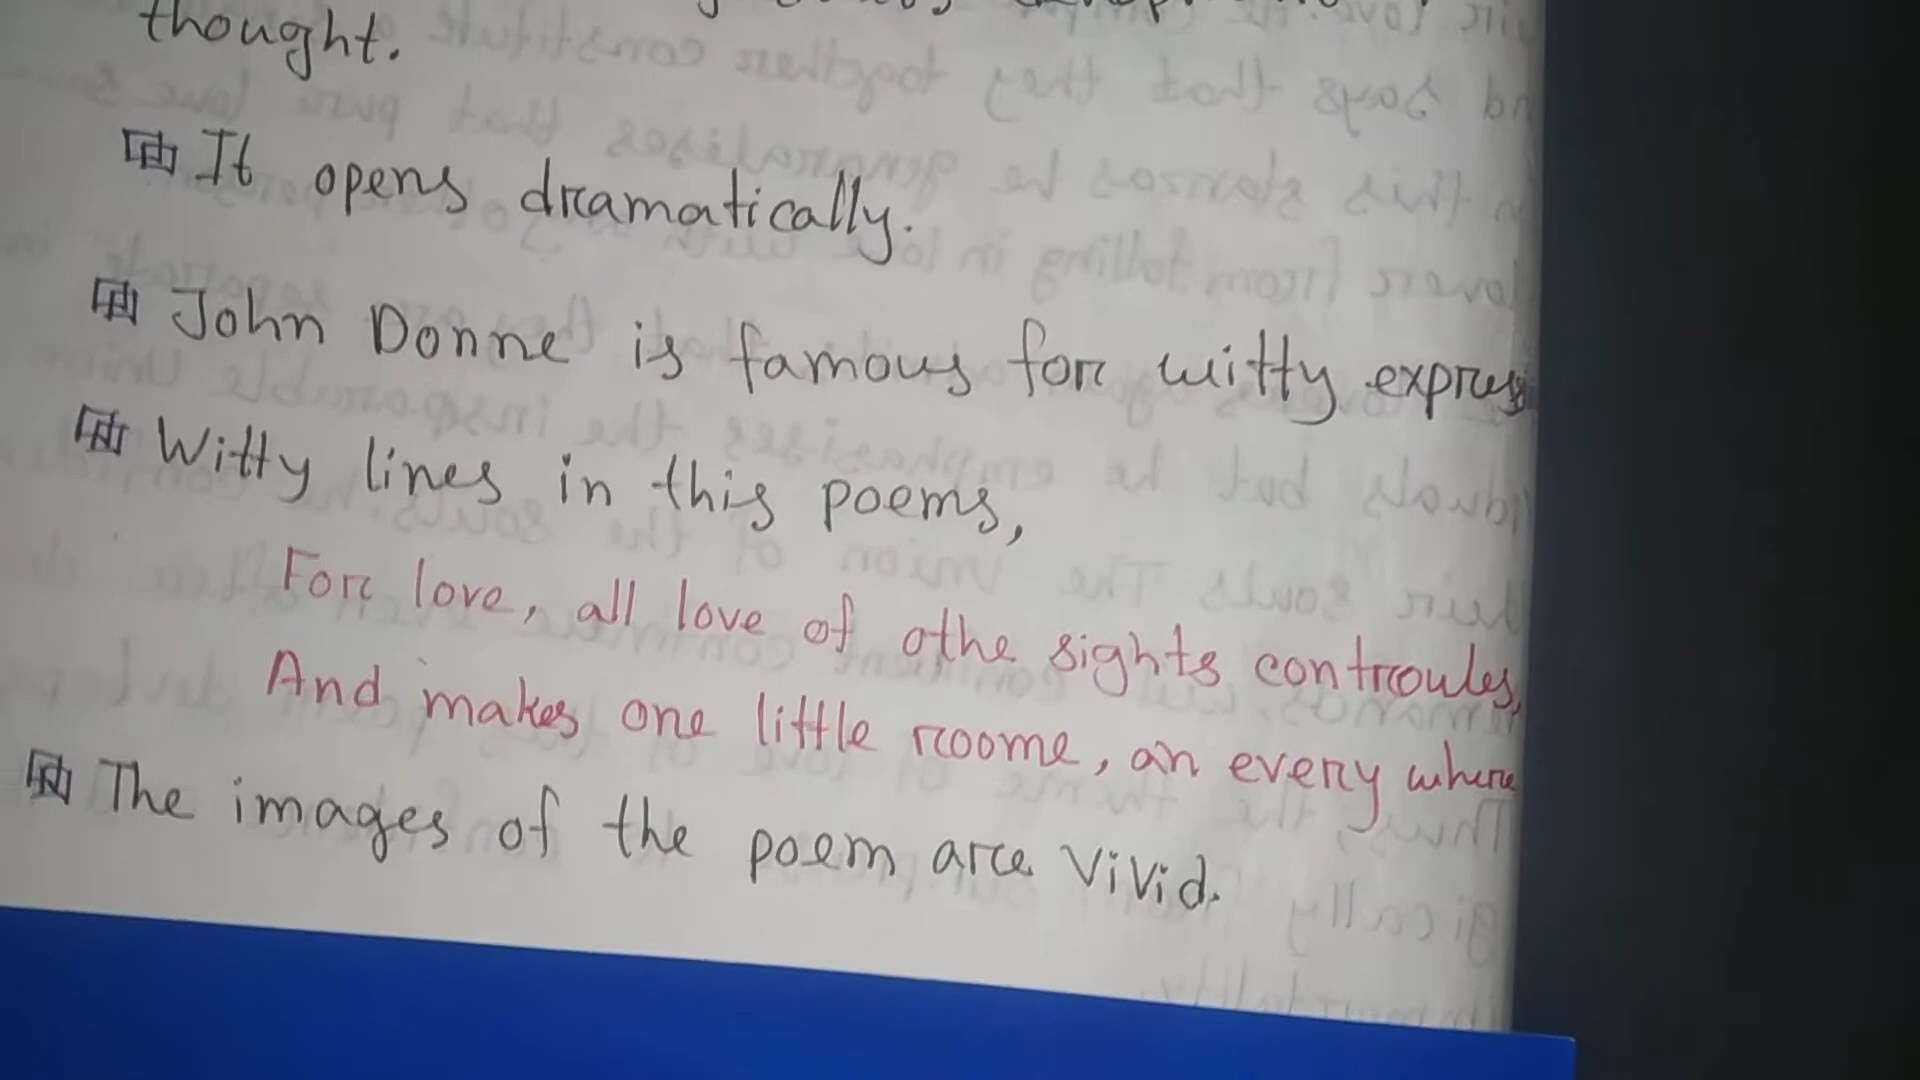 thought.
It opens dramatically.
John Donne is famous for witty express
Witty lines in this poems,
For love, all love of othe sights controules,
And makes one little roome, an every where
The images of the poem are vivid.